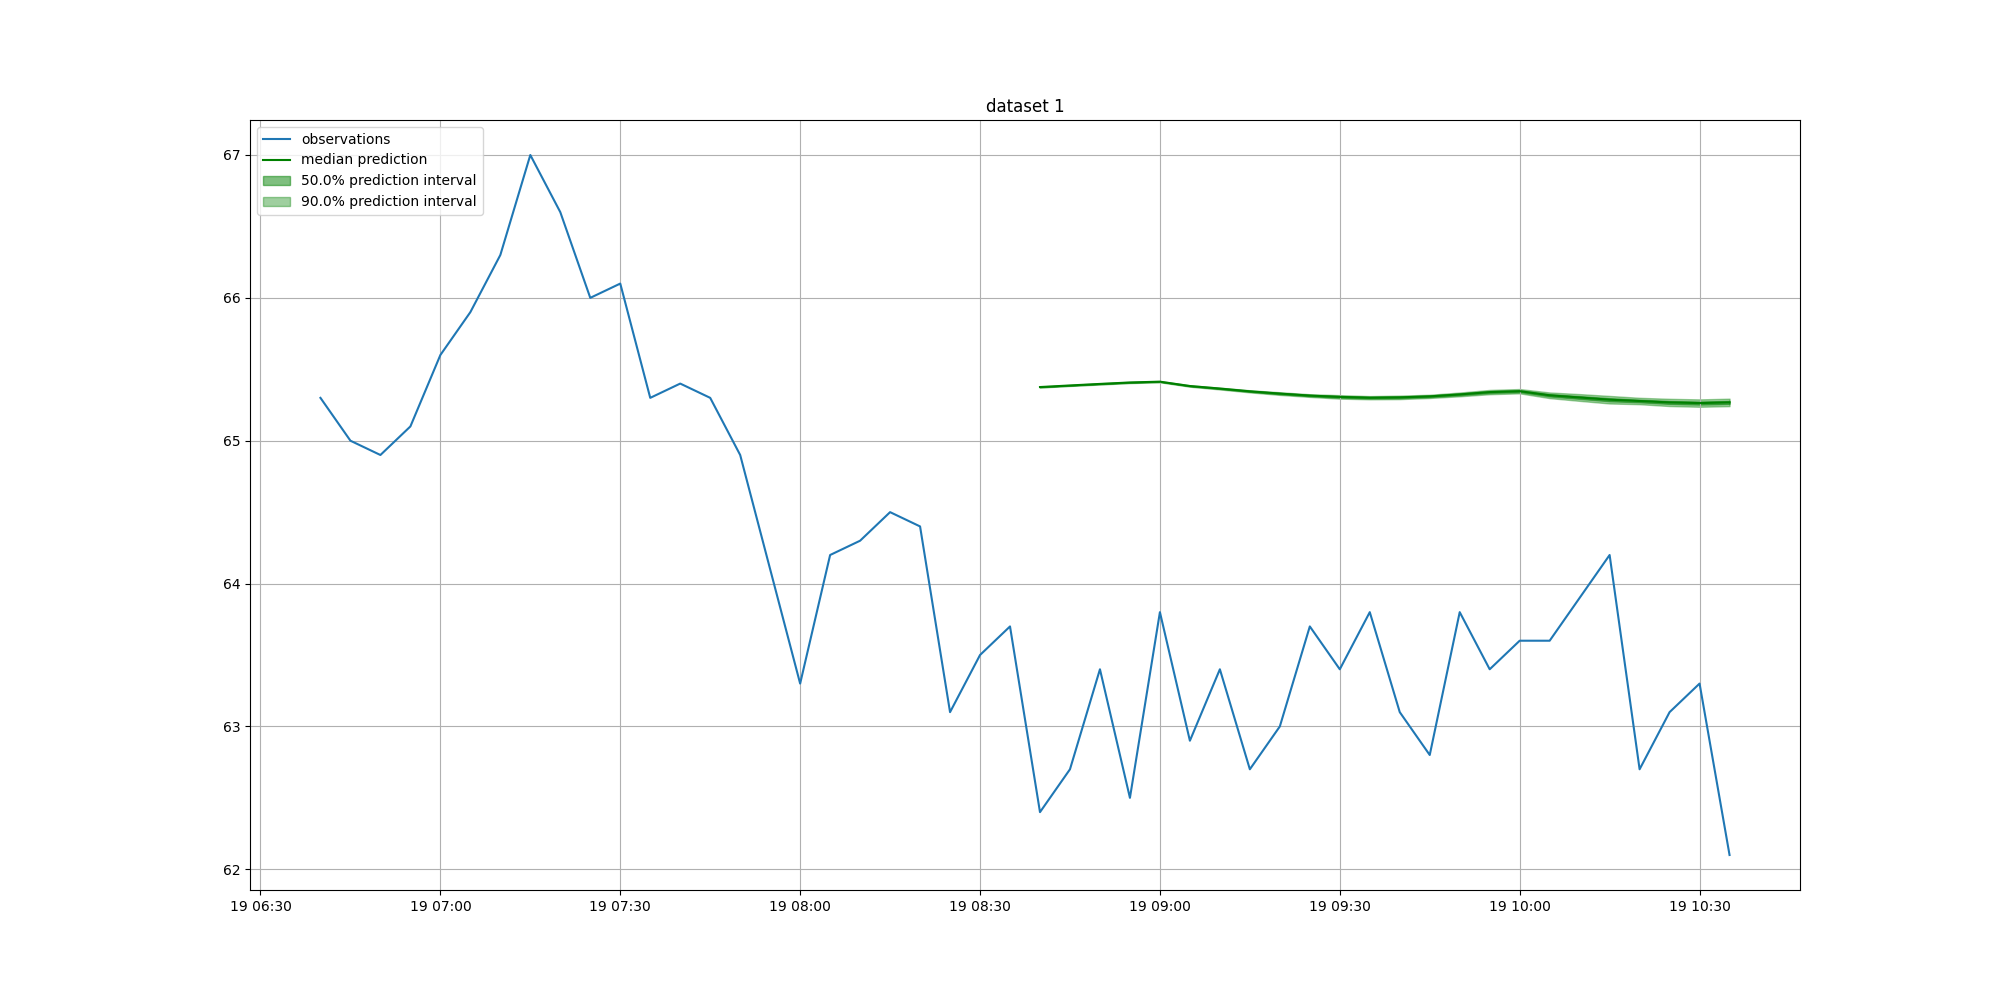 dataset 1
observations
median prediction
50.0% prediction interval
90.0% prediction interval
67
66
65
64
63
62
19 06:30 19 07:00 19 07:30 19 08:00 19 08:30 19 09:00 19 09:30 19 10:00 19 10:30